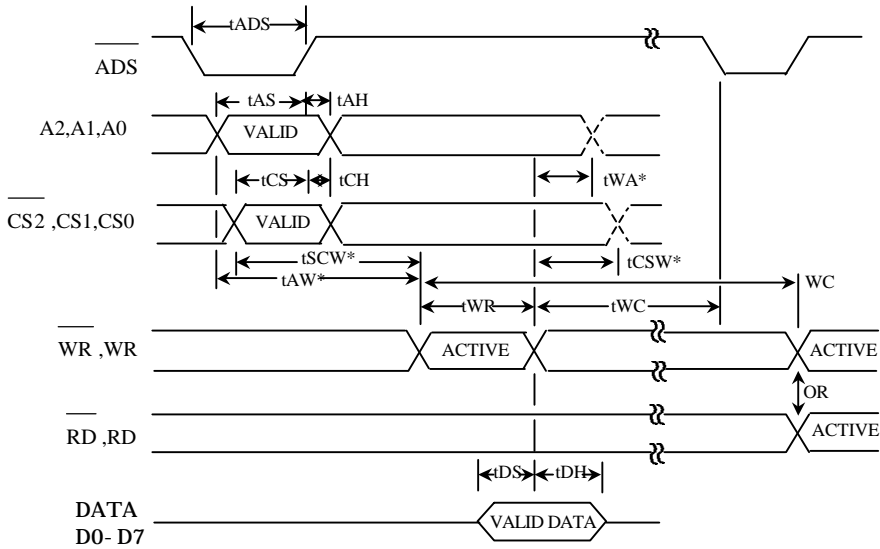 tADS
ADS
tAS tAH
A2,A1,A0 VALID
tCS tCH tWA*
CS2 ,CS1,CS0 VALID
tSCW* tCSW*
tAW* WC
tWR tWC
WR ,WR ACTIVE ACTIVE
OR
RD ,RD ACTIVE
tDS tDH
DATA
D0- D7 VALID DATA